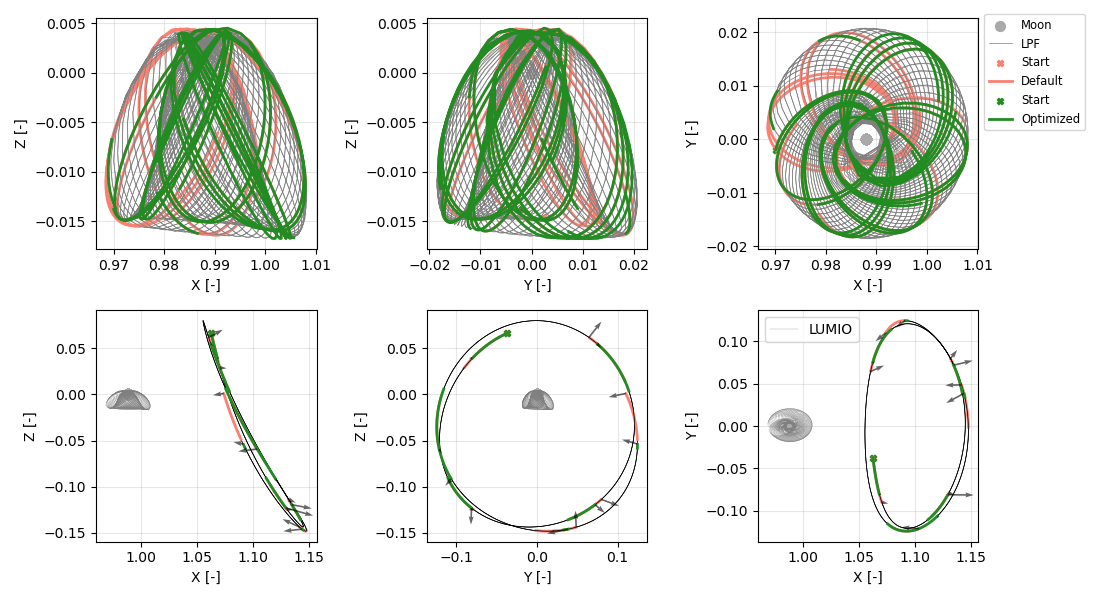 0.005
0.000
−0.005
−0.010
−0.015
Z [-]
0.97 0.98 0.99 1.00 1.01
X [-]
0.005
0.000
−0.005
−0.010
−0.015
Z [-]
−0.02 −0.01 0.00 0.01 0.02
Y [-]
0.02
0.01
0.00
−0.01
−0.02
Y [-]
0.97 0.98 0.99 1.00 1.01
X [-]
Moon
LPF
Start
Default
Start
Optimized
0.05
0.00
−0.05
−0.10
−0.15
Z [-]
1.00 1.05 1.10 1.15
X [-]
0.05
0.00
−0.05
−0.10
−0.15
Z [-]
−0.1 0.0 0.1
Y [-]
LUMIO
0.10
0.05
0.00
−0.05
−0.10
Y [-]
1.00 1.05 1.10 1.15
X [-]